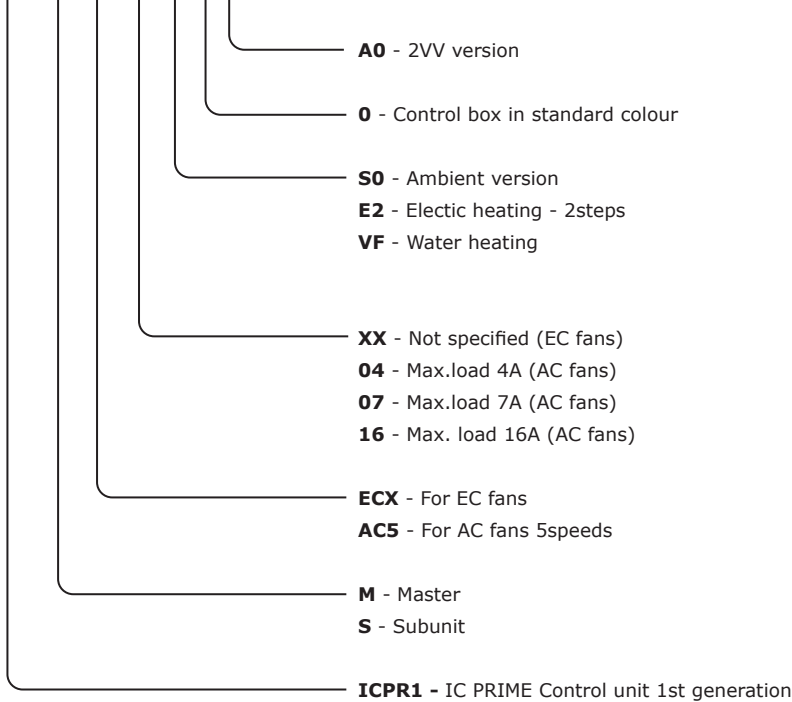 A0 - 2VV version
0 - Control box in standard colour
S0 - Ambient version
E2 - Electic heating - 2steps
VF - Water heating
XX - Not specified (EC fans)
04 - Max.load 4A (AC fans)
07 - Max.load 7A (AC fans)
16 - Max. load 16A (AC fans)
ECX - For EC fans
AC5 - For AC fans 5speeds
M - Master
S - Subunit
ICPR1 - IC PRIME Control unit 1st generation